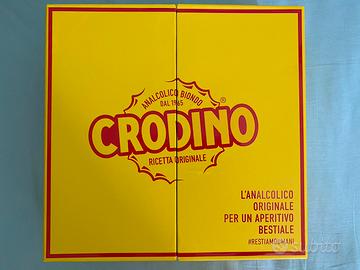 ANALCOLICO BIONDO
DAL 1965
CRODINO®
RICETTA ORIGINALE
L'ANALCOLICO
ORIGINALE
PER UN APERITIVO
BESTIALE
#RESTIAMOUMANI
subito